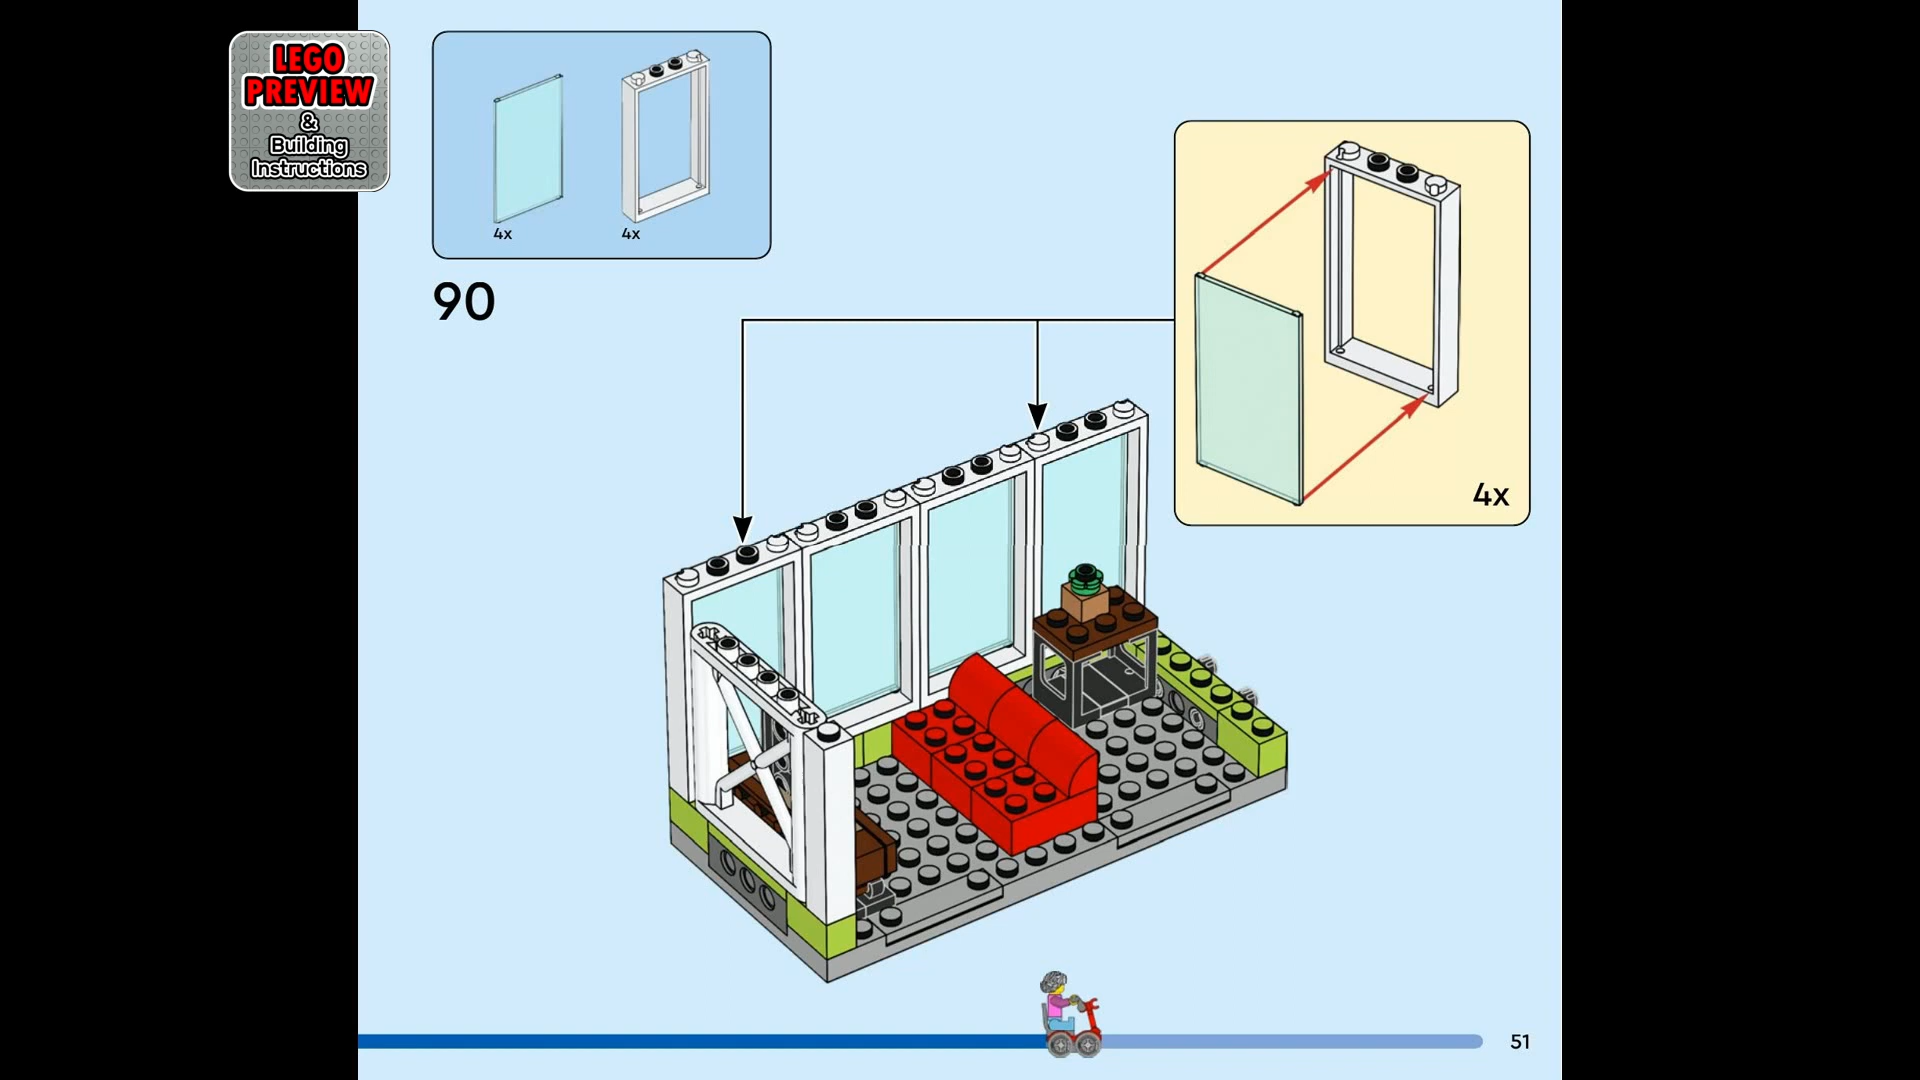 LEGO
PREVIEW
&
Building
Instructions
4x
4x
90
4x
51